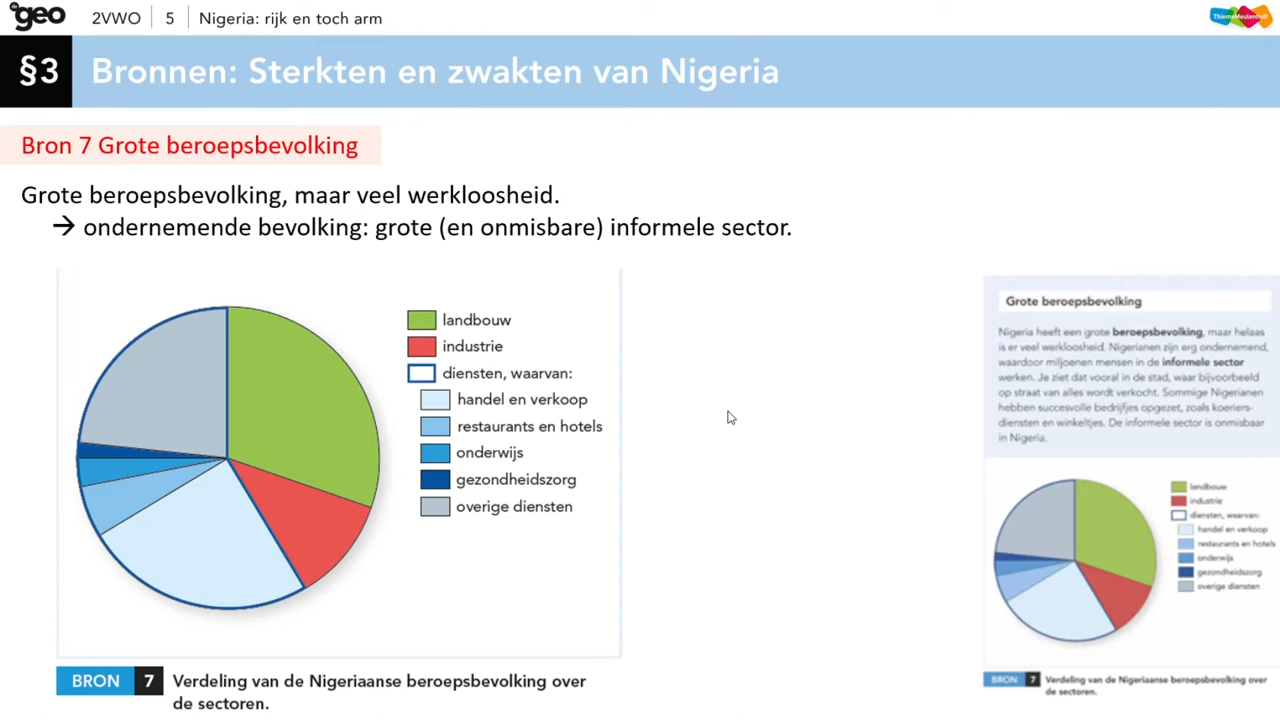 de geo
2VWO
5
Nigeria: rijk en toch arm
ThiemeMeulenhoff
§3
Bronnen: Sterkten en zwakten van Nigeria
Bron 7 Grote beroepsbevolking
Grote beroepsbevolking, maar veel werkloosheid.
→ ondernemende bevolking: grote (en onmisbare) informele sector.
landbouw
industrie
diensten, waarvan:
handel en verkoop
restaurants en hotels
onderwijs
gezondheidszorg
overige diensten
BRON 7
Verdeling van de Nigeriaanse beroepsbevolking over
de sectoren.
Grote beroepsbevolking
Nigeria heeft een grote beroepsbevolking, maar helaas
is er veel werkloosheid. Nigerianen zijn erg ondernemend,
waardoor miljoenen mensen in de informele sector
werken. Je ziet dat vooral in de stad, waar bijvoorbeeld
op straat van alles wordt verkocht. Sommige Nigerianen
hebben succesvolle bedrijfjes opgezet, zoals koeriers-
diensten en winkeltjes. De informele sector is onmisbaar
in Nigeria.
landbouw
industrie
diensten, waarvan:
handel en verkoop
restaurants en hotels
onderwijs
gezondheidszorg
overige diensten
BRON 7
Verdeling van de Nigeriaanse beroepsbevolking over
de sectoren.